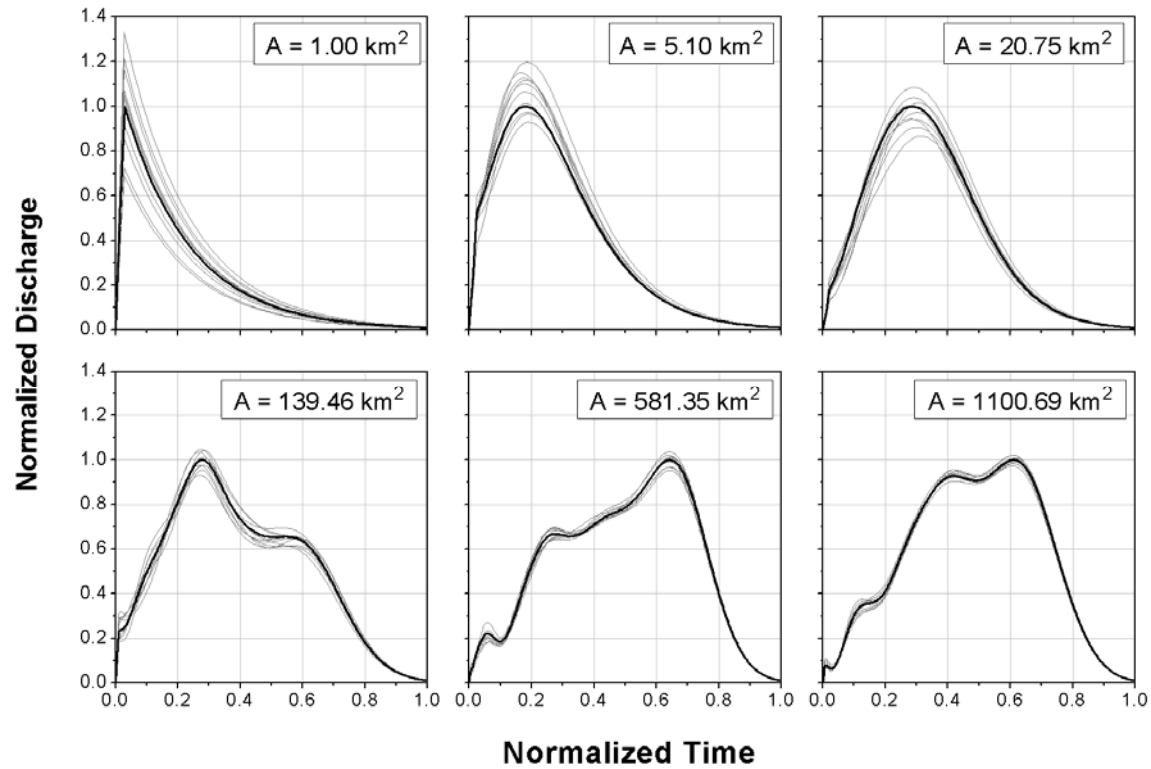 Normalized Discharge
1.4
1.2
1.0
0.8
0.6
0.4
0.2
0.0
A = 1.00 km²
A = 5.10 km²
A = 20.75 km²
1.4
1.2
1.0
0.8
0.6
0.4
0.2
0.0
A = 139.46 km²
A = 581.35 km²
A = 1100.69 km²
0.0 0.2 0.4 0.6 0.8 1.0
0.0 0.2 0.4 0.6 0.8 1.0
0.0 0.2 0.4 0.6 0.8 1.0
Normalized Time